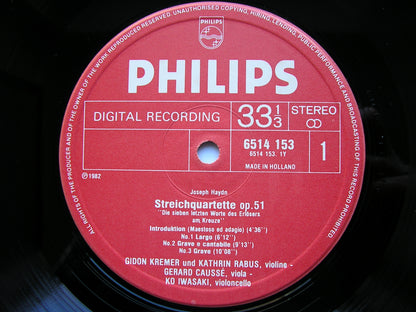 ALL RIGHTS OF THE PRODUCER AND OF THE OWNER OF THE WORK REPRODUCED RESERVED. UNAUTHORISED COPYING, HIRING, LENDING, PUBLIC PERFORMANCE AND BROADCASTING OF THIS RECORD PROHIBITED
PHILIPS
PHILIPS
DIGITAL RECORDING
33 1/3
STEREO
6514 153
6514 153. 1Y
MADE IN HOLLAND
1
℗ 1982
Joseph Haydn
Streichquartette op.51
"Die sieben letzten Worte des Erlösers
am Kreuze"
Introduktion (Maestoso ed adagio) (4'36")
No.1 Largo (6'12")
No.2 Grave e cantabile (9'13")
No.3 Grave (10'08")
GIDON KREMER und KATHRIN RABUS, violine -
GERARD CAUSSÉ, viola -
KO IWASAKI, violoncello